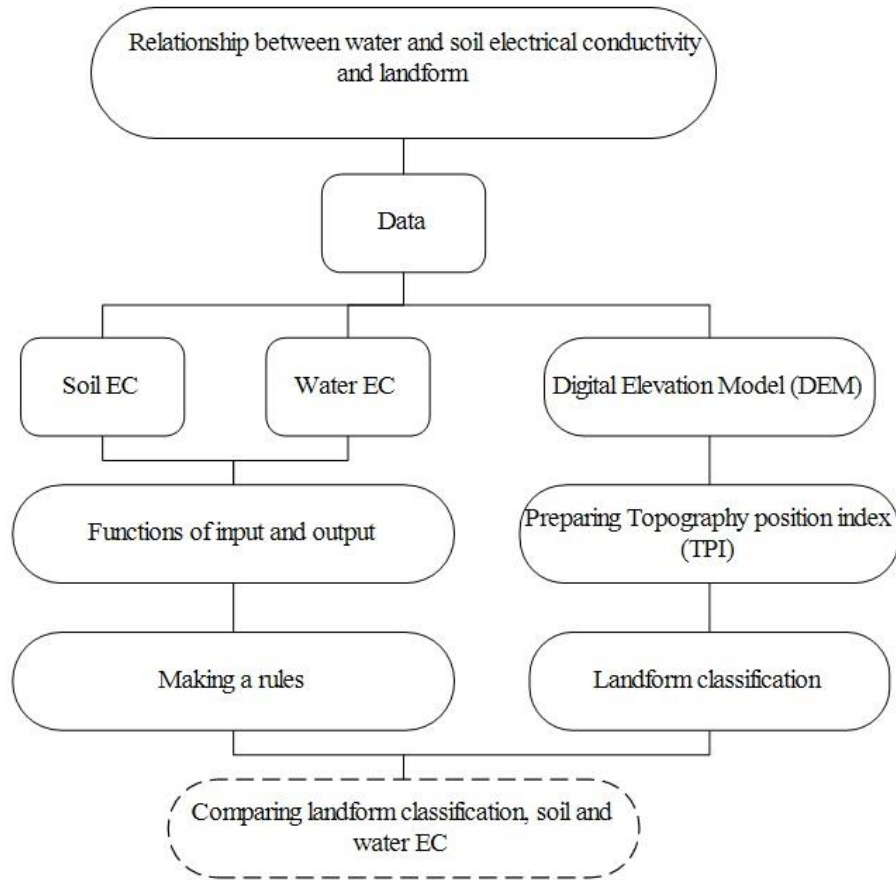 Relationship between water and soil electrical conductivity
and landform
Data
Soil EC
Water EC
Digital Elevation Model (DEM)
Functions of input and output
Preparing Topography position index
(TPI)
Making a rules
Landform classification
Comparing landform classification, soil and
water EC